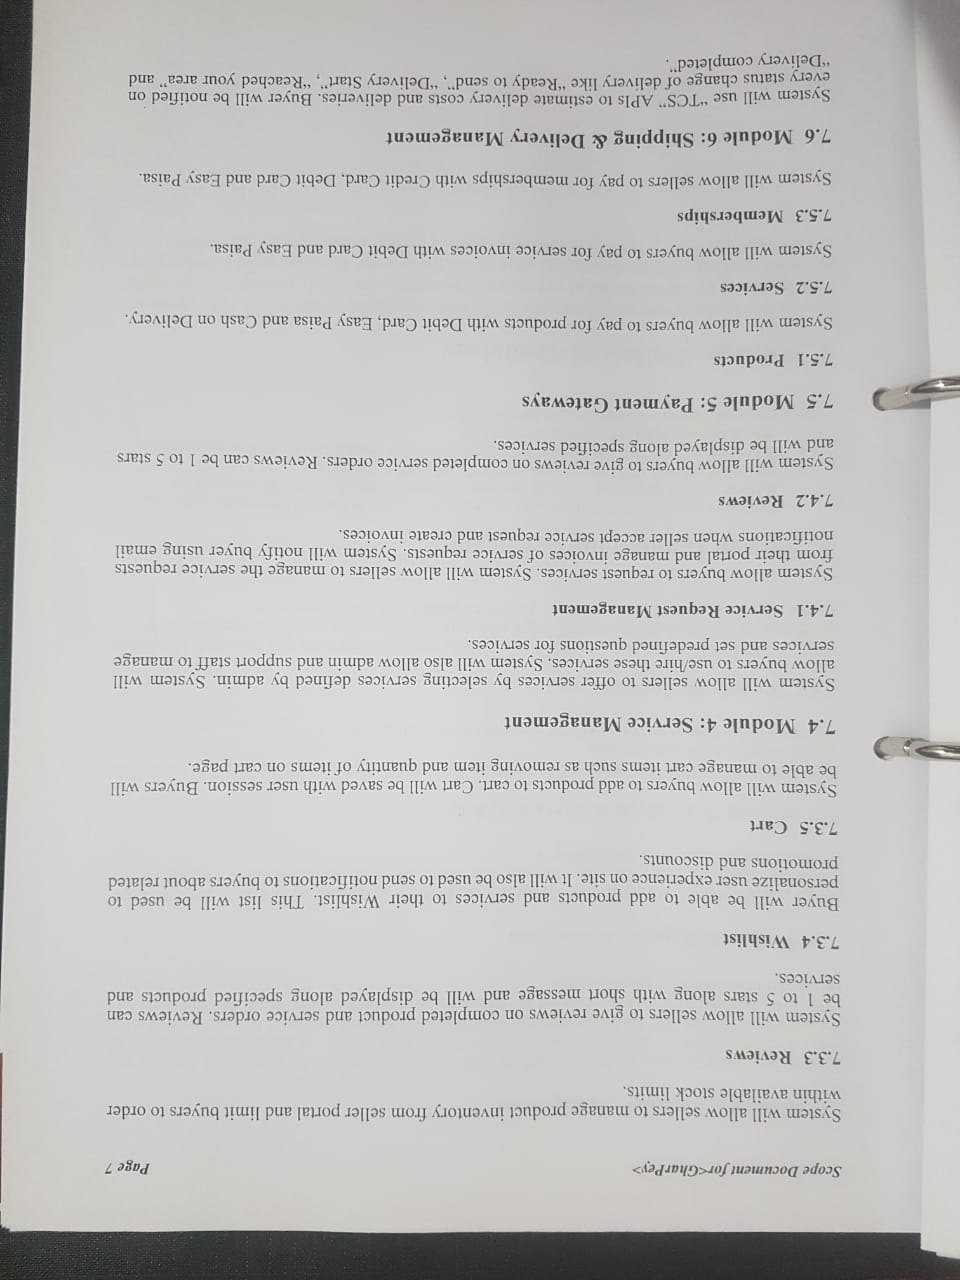 Scope Document for<GharPey>
Page 7
System will allow sellers to manage product inventory from seller portal and limit buyers to order
within available stock limits.
7.3.3 Reviews
System will allow sellers to give reviews on completed product and service orders. Reviews can
be 1 to 5 stars along with short message and will be displayed along specified products and
services.
7.3.4 Wishlist
Buyer will be able to add products and services to their Wishlist. This list will be used to
personalize user experience on site. It will also be used to send notifications to buyers about related
promotions and discounts.
7.3.5 Cart
System will allow buyers to add products to cart. Cart will be saved with user session. Buyers will
be able to manage cart items such as removing item and quantity of items on cart page.
7.4 Module 4: Service Management
System will allow sellers to offer services by selecting services defined by admin. System will
allow buyers to use/hire these services. System will also allow admin and support staff to manage
services and set predefined questions for services.
7.4.1 Service Request Management
System allow buyers to request services. System will allow sellers to manage the service requests
from their portal and manage invoices of service requests. System will notify buyer using email
notifications when seller accept service request and create invoices.
7.4.2 Reviews
System will allow buyers to give reviews on completed service orders. Reviews can be 1 to 5 stars
and will be displayed along specified services.
7.5 Module 5: Payment Gateways
7.5.1 Products
System will allow buyers to pay for products with Debit Card, Easy Paisa and Cash on Delivery.
7.5.2 Services
System will allow buyers to pay for service invoices with Debit Card and Easy Paisa.
7.5.3 Memberships
System will allow sellers to pay for memberships with Credit Card, Debit Card and Easy Paisa.
7.6 Module 6: Shipping & Delivery Management
System will use “TCS” APIs to estimate delivery costs and deliveries. Buyer will be notified on
every status change of delivery like “Ready to send”, “Delivery Start”, “Reached your area” and
“Delivery completed”.